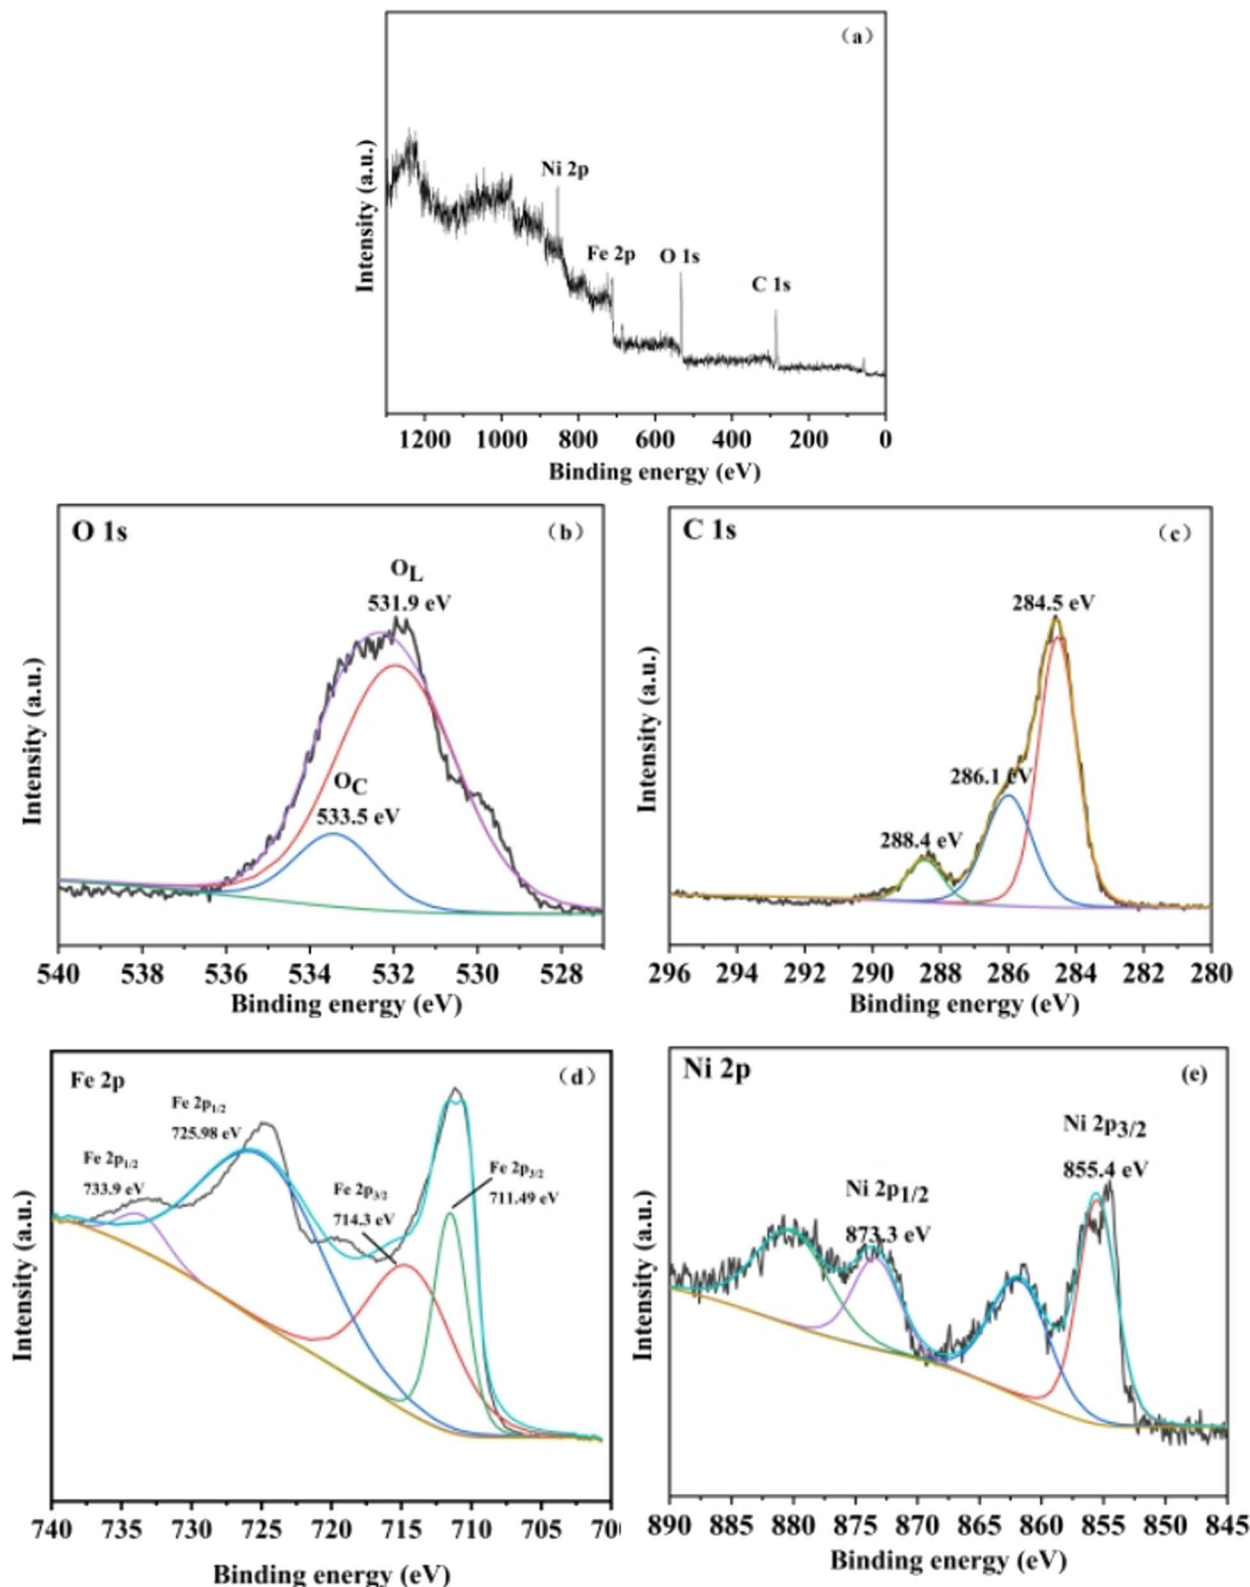 （a）
Ni 2p
Fe 2p
O 1s
C 1s
Intensity (a.u.)
1200 1000 800 600 400 200 0
Binding energy (eV)
O 1s
（b）
OL
531.9 eV
OC
533.5 eV
Intensity (a.u.)
540 538 536 534 532 530 528
Binding energy (eV)
C 1s
（c）
284.5 eV
286.1 eV
288.4 eV
Intensity (a.u.)
296 294 292 290 288 286 284 282 280
Binding energy (eV)
Fe 2p
（d）
Fe 2p1/2
725.98 eV
Fe 2p1/2
733.9 eV
Fe 2p3/2
714.3 eV
Fe 2p3/2
711.49 eV
Intensity (a.u.)
740 735 730 725 720 715 710 705
Binding energy (eV)
Ni 2p
(e)
Ni 2p3/2
855.4 eV
Ni 2p1/2
873.3 eV
Intensity (a.u.)
890 885 880 875 870 865 860 855 850 845
Binding energy (eV)